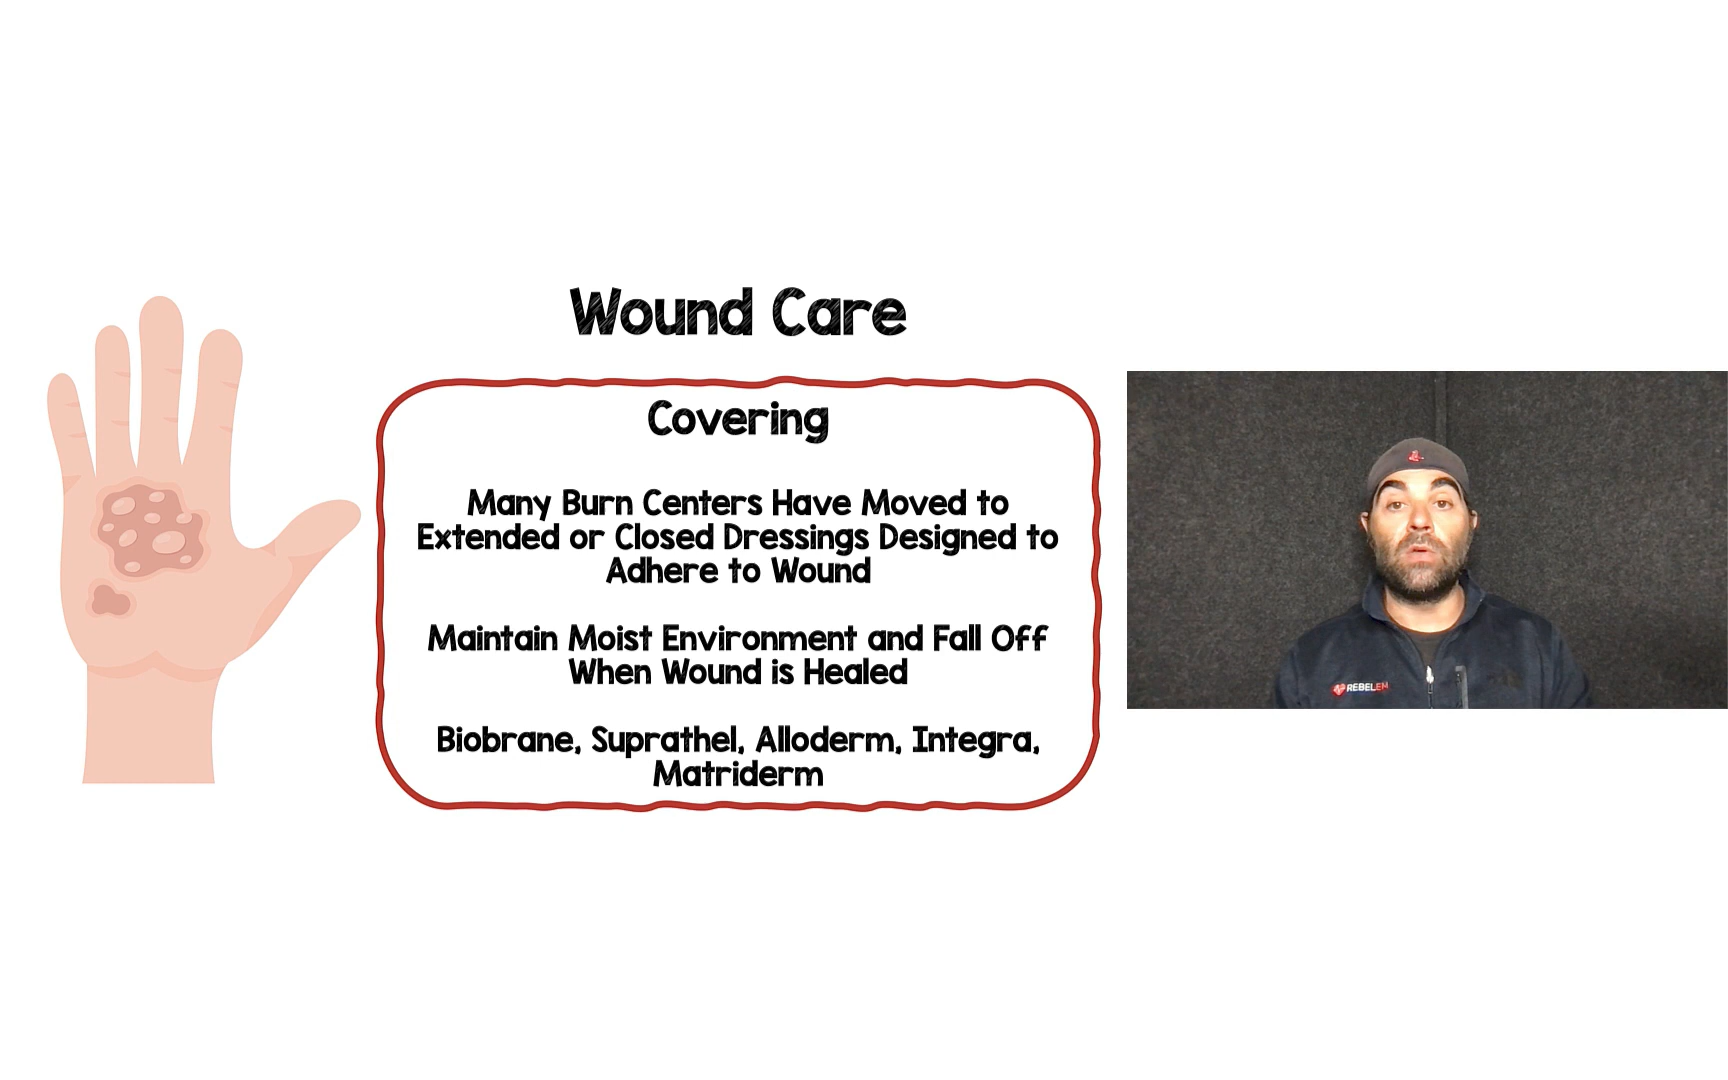 Wound Care
Covering
Many Burn Centers Have Moved to
Extended or Closed Dressings Designed to
Adhere to Wound
Maintain Moist Environment and Fall Off
When Wound is Healed
Biobrane, Suprathel, Alloderm, Integra,
Matriderm
REBELEM